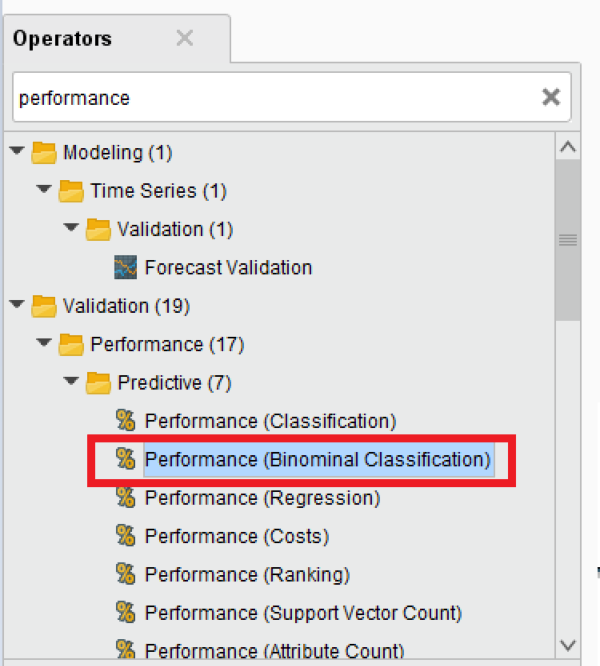 Operators
performance
Modeling (1)
Time Series (1)
Validation (1)
Forecast Validation
Validation (19)
Performance (17)
Predictive (7)
Performance (Classification)
Performance (Binominal Classification)
Performance (Regression)
Performance (Costs)
Performance (Ranking)
Performance (Support Vector Count)
Performance (Attribute Count)